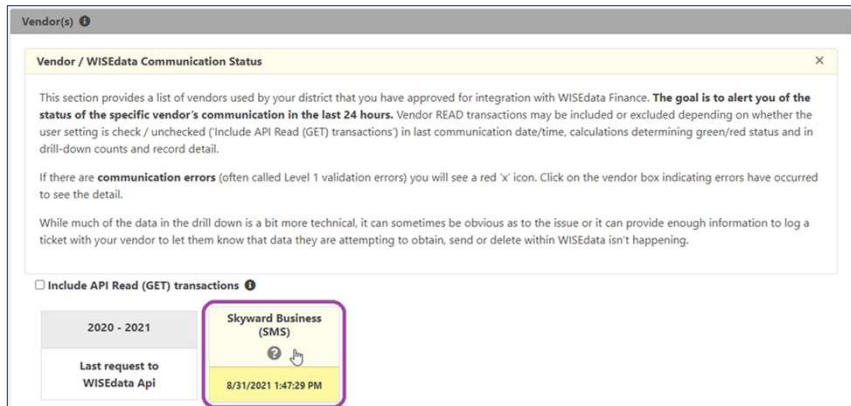 Vendor(s)
Vendor / WISEdata Communication Status
This section provides a list of vendors used by your district that you have approved for integration with WISEdata Finance. The goal is to alert you of the
status of the specific vendor's communication in the last 24 hours. Vendor READ transactions may be included or excluded depending on whether the
user setting is check / unchecked ('Include API Read (GET) transactions') in last communication date/time, calculations determining green/red status and in
drill-down counts and record detail.
If there are communication errors (often called Level 1 validation errors) you will see a red 'x' icon. Click on the vendor box indicating errors have occurred
to see the detail.
While much of the data in the drill down is a bit more technical, it can sometimes be obvious as to the issue or it can provide enough information to log a
ticket with your vendor to let them know that data they are attempting to obtain, send or delete within WISEdata isn't happening.
Include API Read (GET) transactions
2020 - 2021
Last request to
WISEdata Api
Skyward Business
(SMS)
8/31/2021 1:47:29 PM